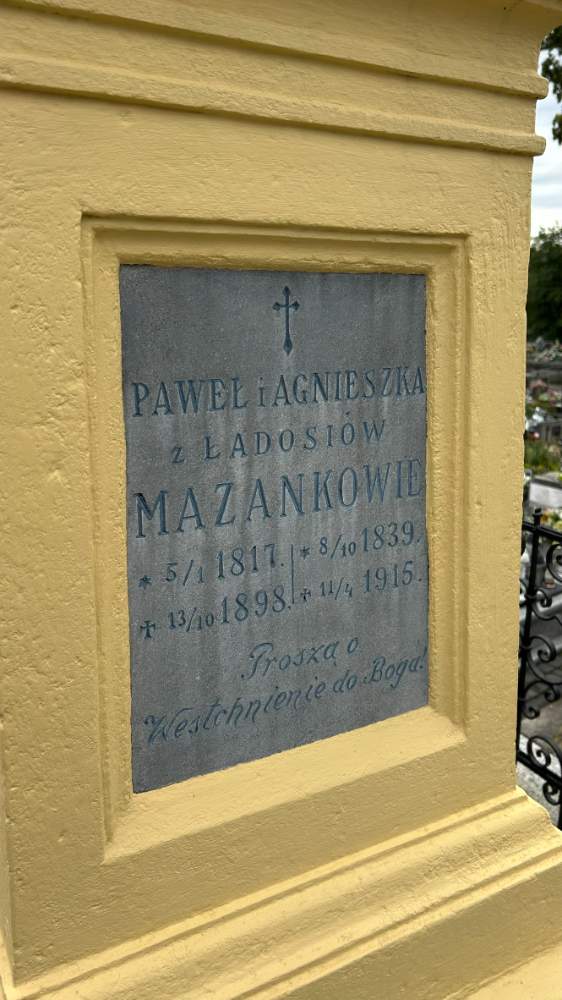 PAWEŁ i AGNIESZKA
z ŁADOSIÓW
MAZANKOWIE
* 5/1 1817. * 8/10 1839.
✝ 13/10 1898. ✝ 11/4 1915.
Proszą o
Westchnienie do Boga!